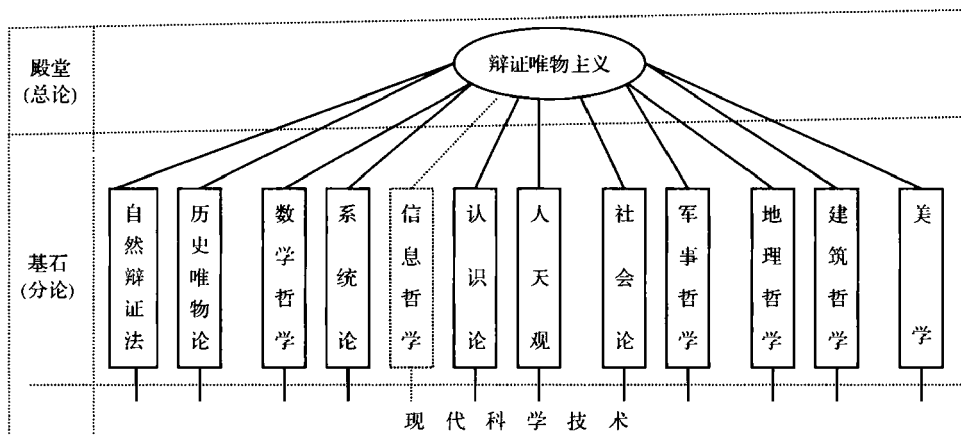 殿堂
(总论)
辩证唯物主义
基石
(分论)
自然辩证法
历史唯物论
数学哲学
系统论
信息哲学
认识论
人天观
社会论
军事哲学
地理哲学
建筑哲学
美学
现代科学技术